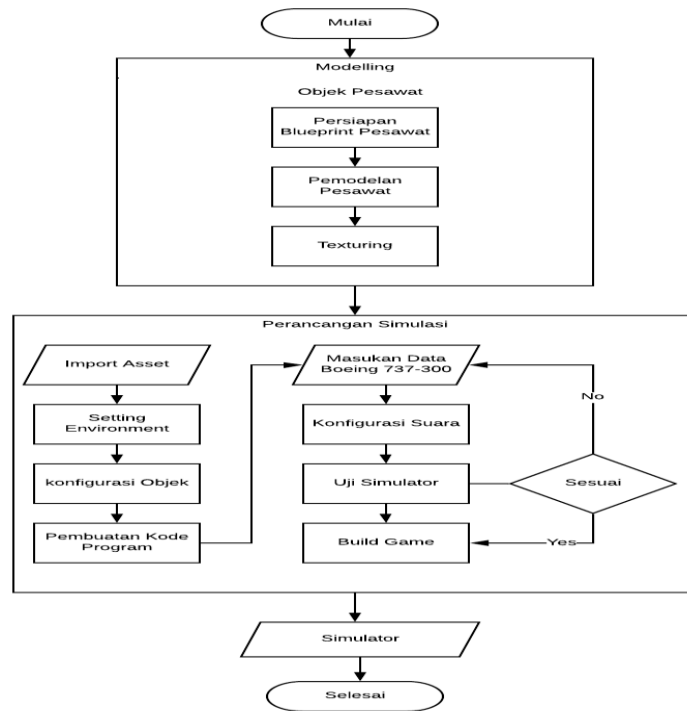 Mulai
Modelling
Objek Pesawat
Persiapan
Blueprint Pesawat
Pemodelan
Pesawat
Texturing
Perancangan Simulasi
Import Asset
Setting
Environment
konfigurasi Objek
Pembuatan Kode
Program
Masukan Data
Boeing 737-300
Konfigurasi Suara
Uji Simulator
Build Game
No
Sesuai
Yes
Simulator
Selesai